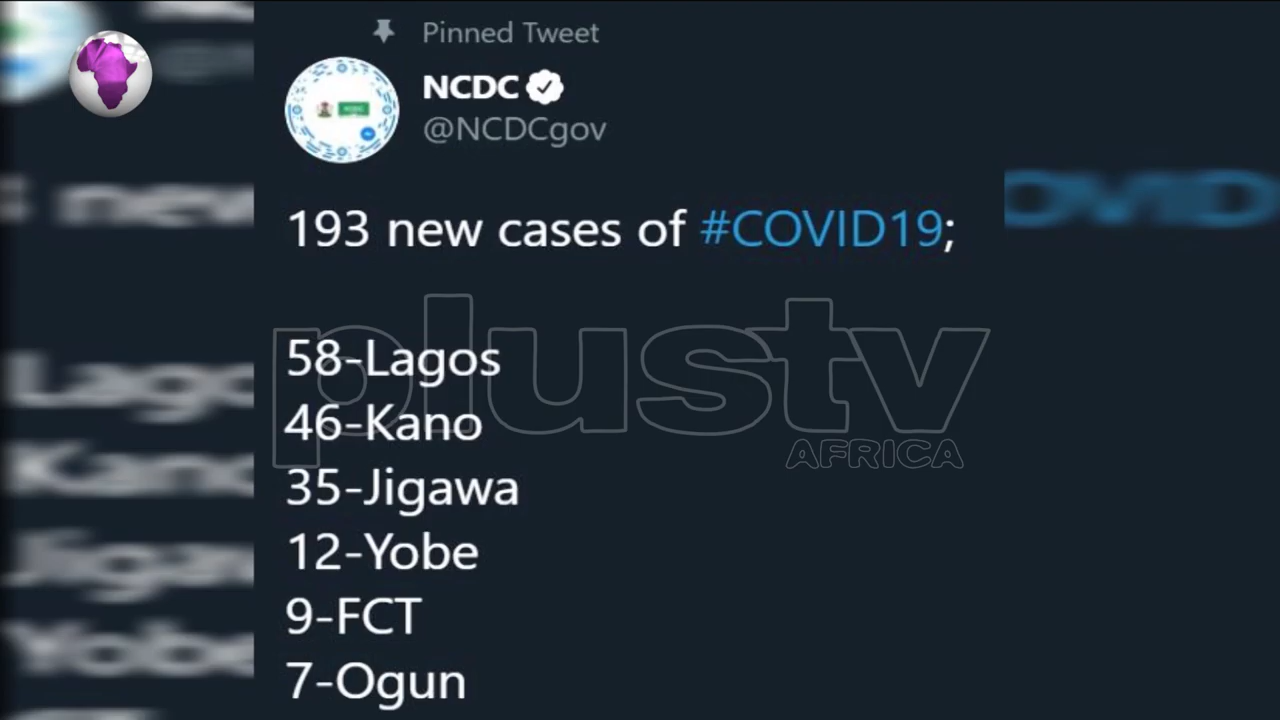 Pinned Tweet
NCDC
@NCDCgov
193 new cases of #COVID19;
plustv
AFRICA
58-Lagos
46-Kano
35-Jigawa
12-Yobe
9-FCT
7-Ogun